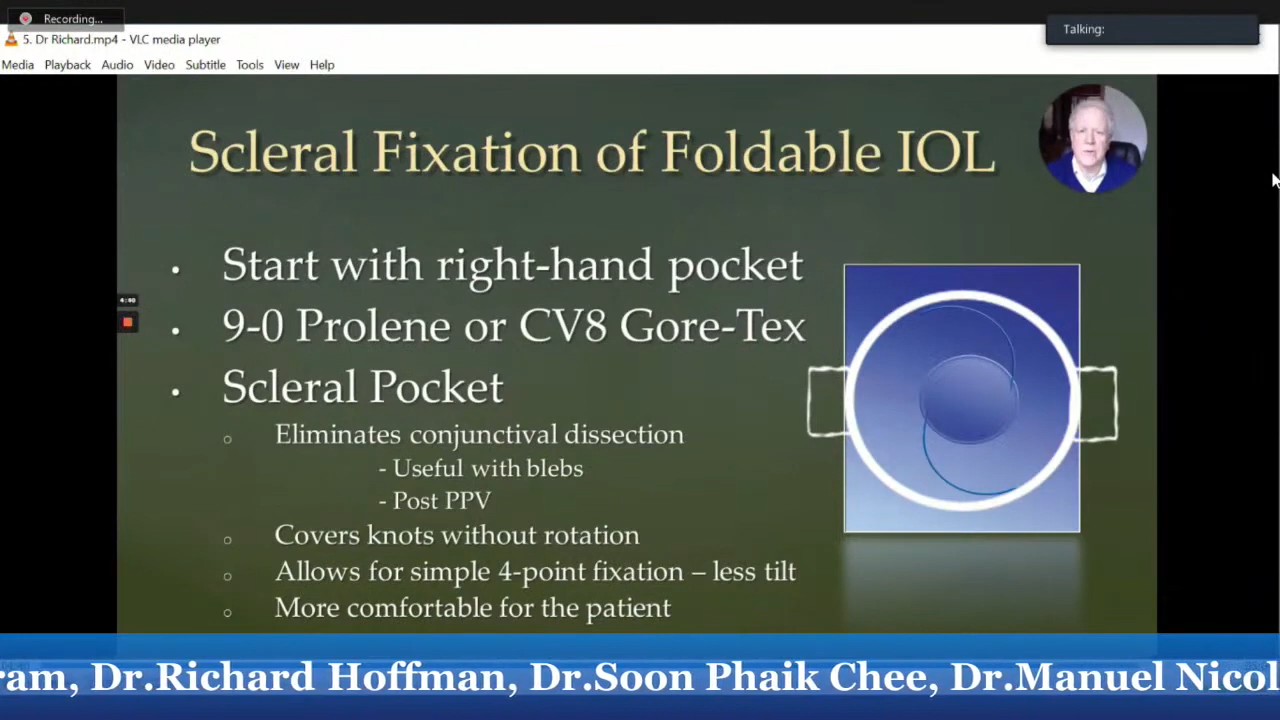 Recording...
Talking:
5. Dr Richard.mp4 - VLC media player
Media Playback Audio Video Subtitle Tools View Help
Scleral Fixation of Foldable IOL
• Start with right-hand pocket
4:40
• 9-0 Prolene or CV8 Gore-Tex
• Scleral Pocket
○ Eliminates conjunctival dissection
- Useful with blebs
- Post PPV
○ Covers knots without rotation
○ Allows for simple 4-point fixation – less tilt
○ More comfortable for the patient
ram, Dr.Richard Hoffman, Dr.Soon Phaik Chee, Dr.Manuel Nicol